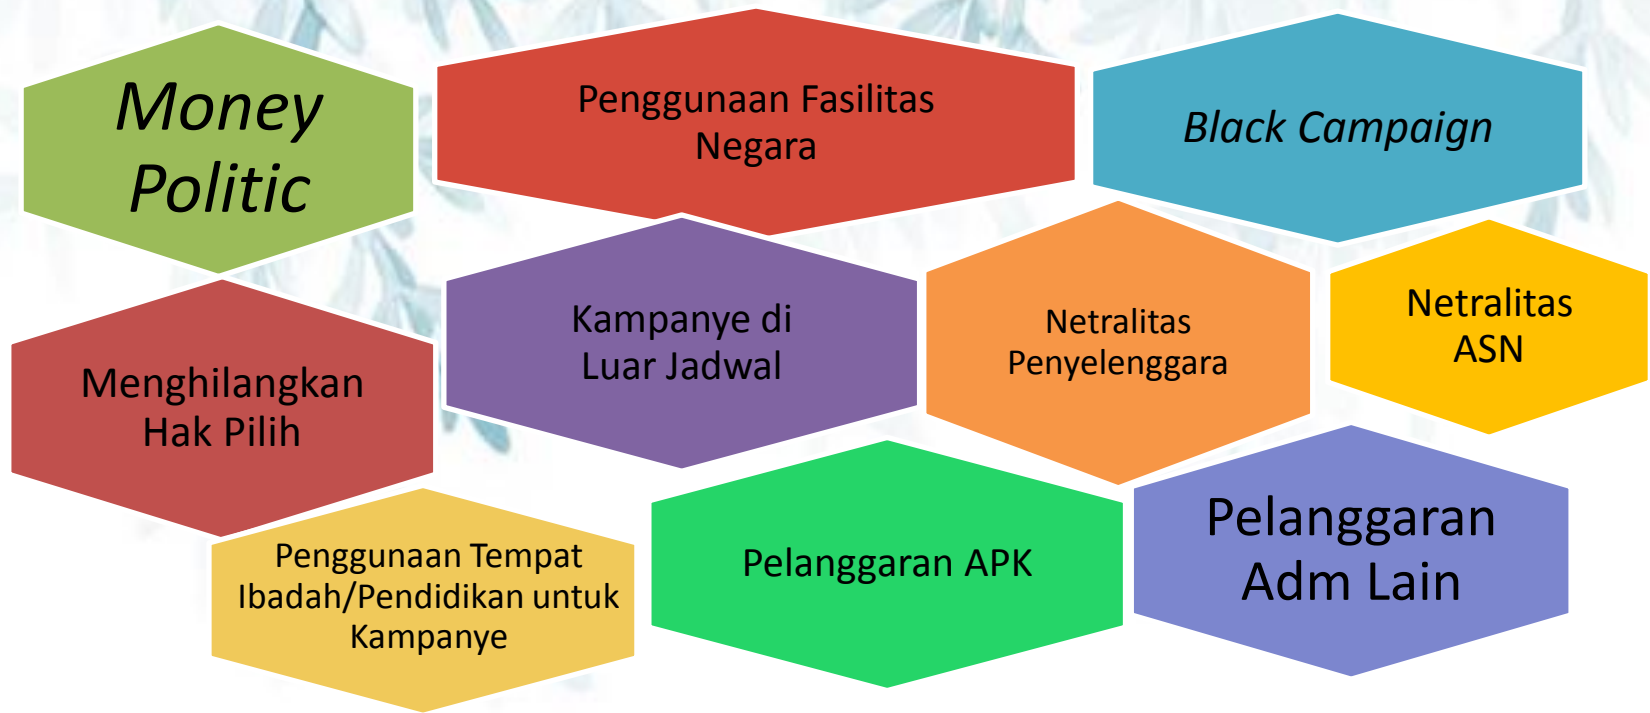 Money
Politic
Penggunaan Fasilitas
Negara
Black Campaign
Menghilangkan
Hak Pilih
Kampanye di
Luar Jadwal
Netralitas
Penyelenggara
Netralitas
ASN
Penggunaan Tempat
Ibadah/Pendidikan untuk
Kampanye
Pelanggaran APK
Pelanggaran
Adm Lain